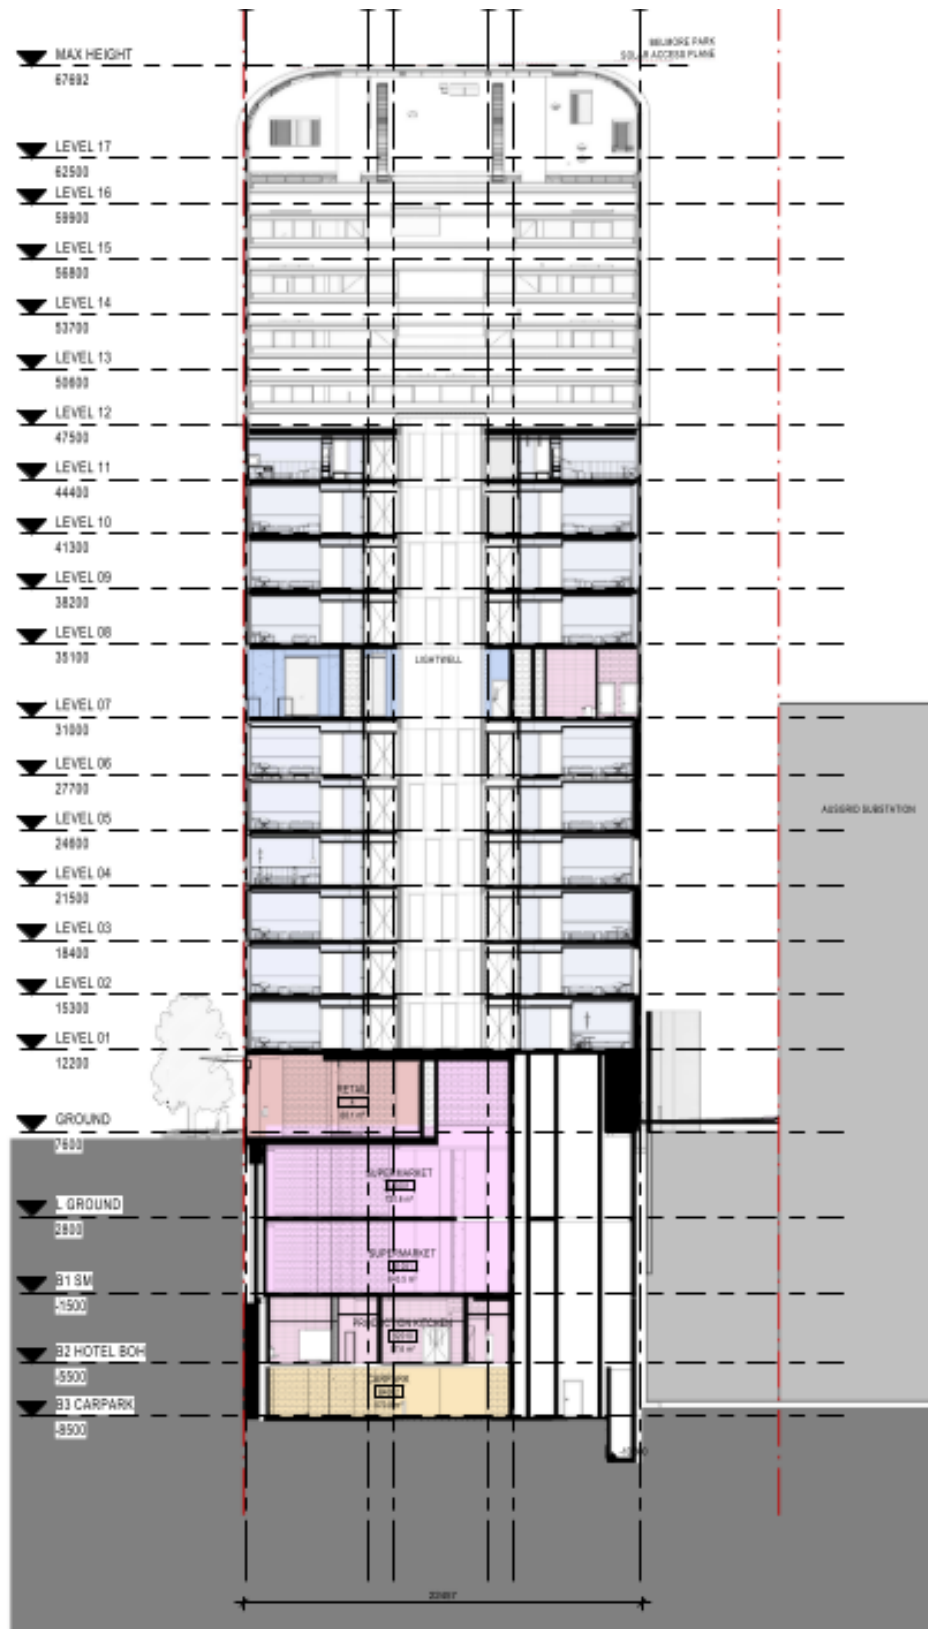 BELMORE PARK
SOLAR ACCESS PLANE
MAX HEIGHT
67692
LEVEL 17
62500
LEVEL 16
59900
LEVEL 15
56800
LEVEL 14
53700
LEVEL 13
50600
LEVEL 12
47500
LEVEL 11
44400
LEVEL 10
41300
LEVEL 09
38200
LEVEL 08
35100
LIGHTWELL
LEVEL 07
31000
LEVEL 06
27700
LEVEL 05
24600
AUSGRID SUBSTATION
LEVEL 04
21500
LEVEL 03
18400
LEVEL 02
15300
LEVEL 01
12200
RETAIL
GROUND
7600
SUPERMARKET
L GROUND
2800
SUPERMARKET
B1 SM
-1500
PRODUCTION KITCHEN
B2 HOTEL BOH
-5500
CARPARK
B3 CARPARK
-8500